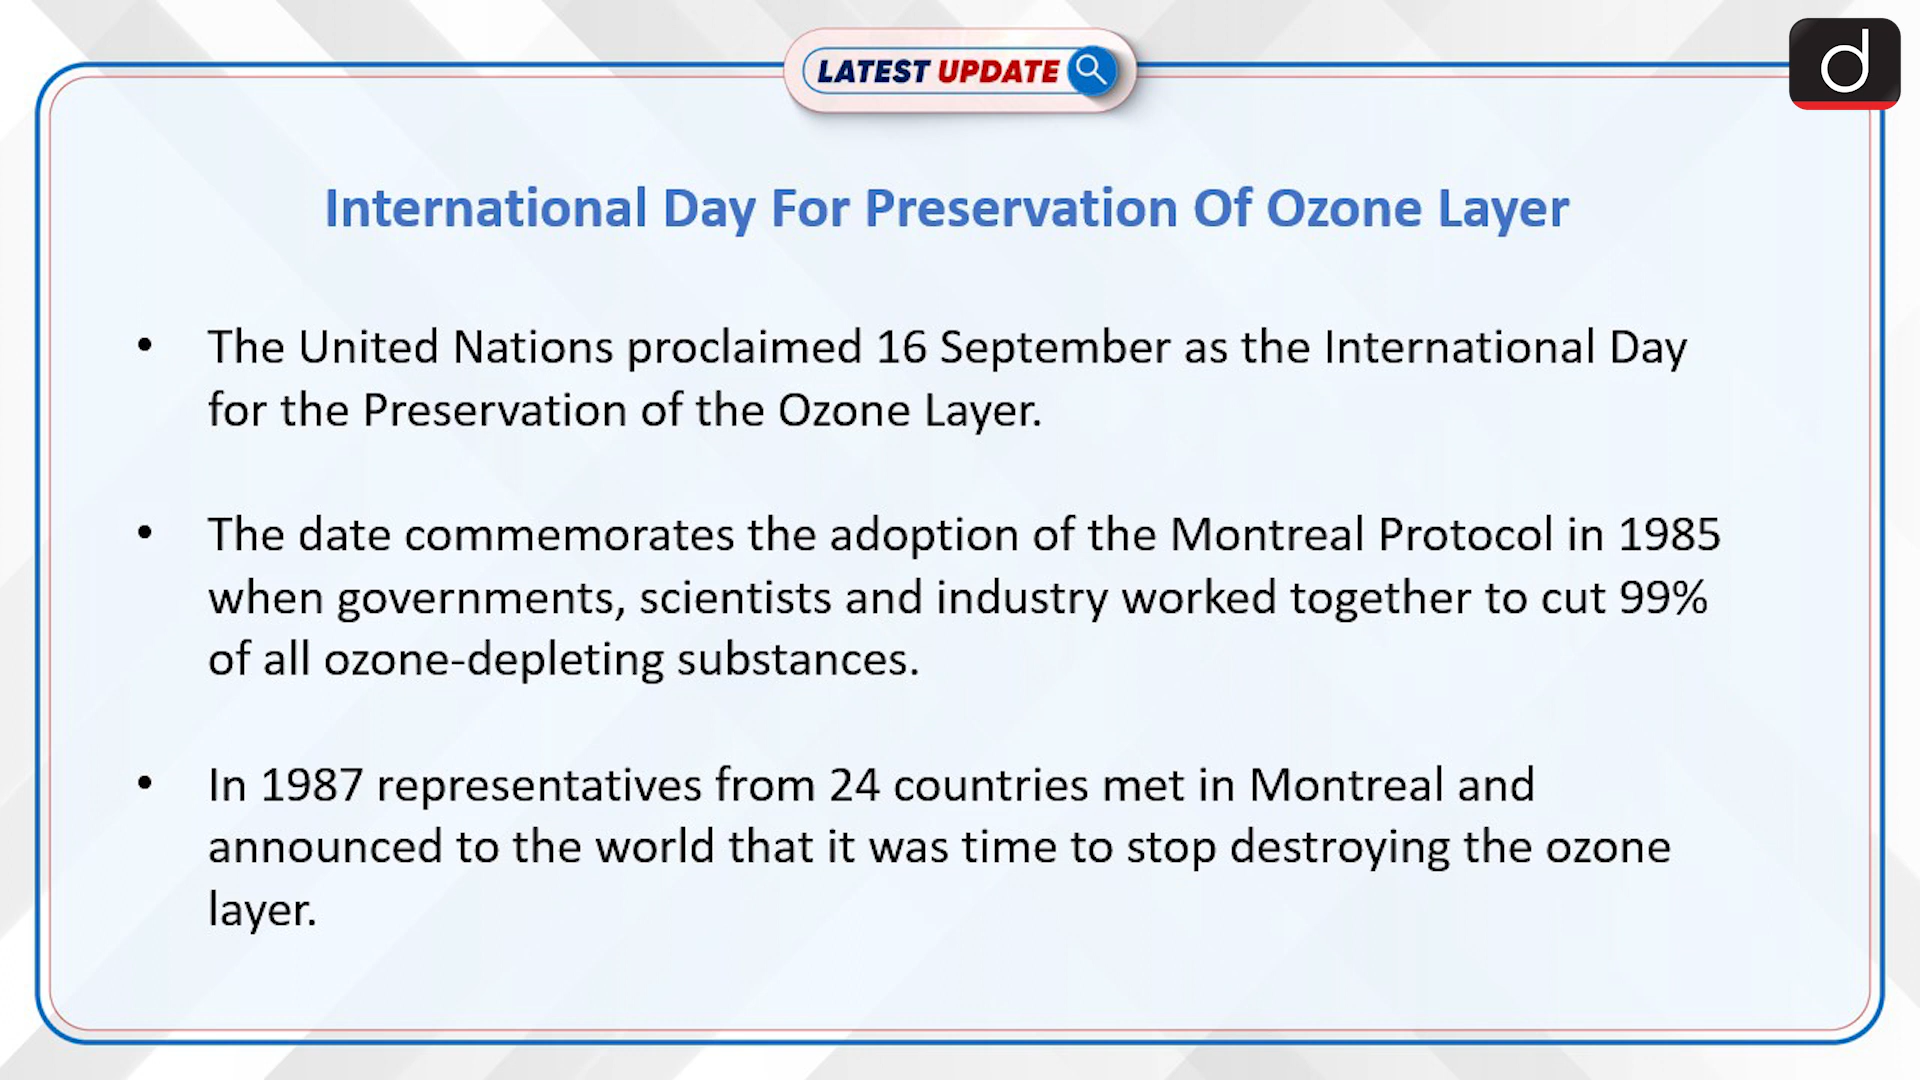 LATEST UPDATE
d
International Day For Preservation Of Ozone Layer
• The United Nations proclaimed 16 September as the International Day
for the Preservation of the Ozone Layer.
• The date commemorates the adoption of the Montreal Protocol in 1985
when governments, scientists and industry worked together to cut 99%
of all ozone-depleting substances.
• In 1987 representatives from 24 countries met in Montreal and
announced to the world that it was time to stop destroying the ozone
layer.